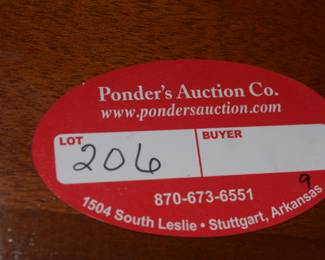 Ponder's Auction Co.
www.pondersauction.com
LOT BUYER
206
870-673-6551
9
1504 South Leslie • Stuttgart, Arkansas